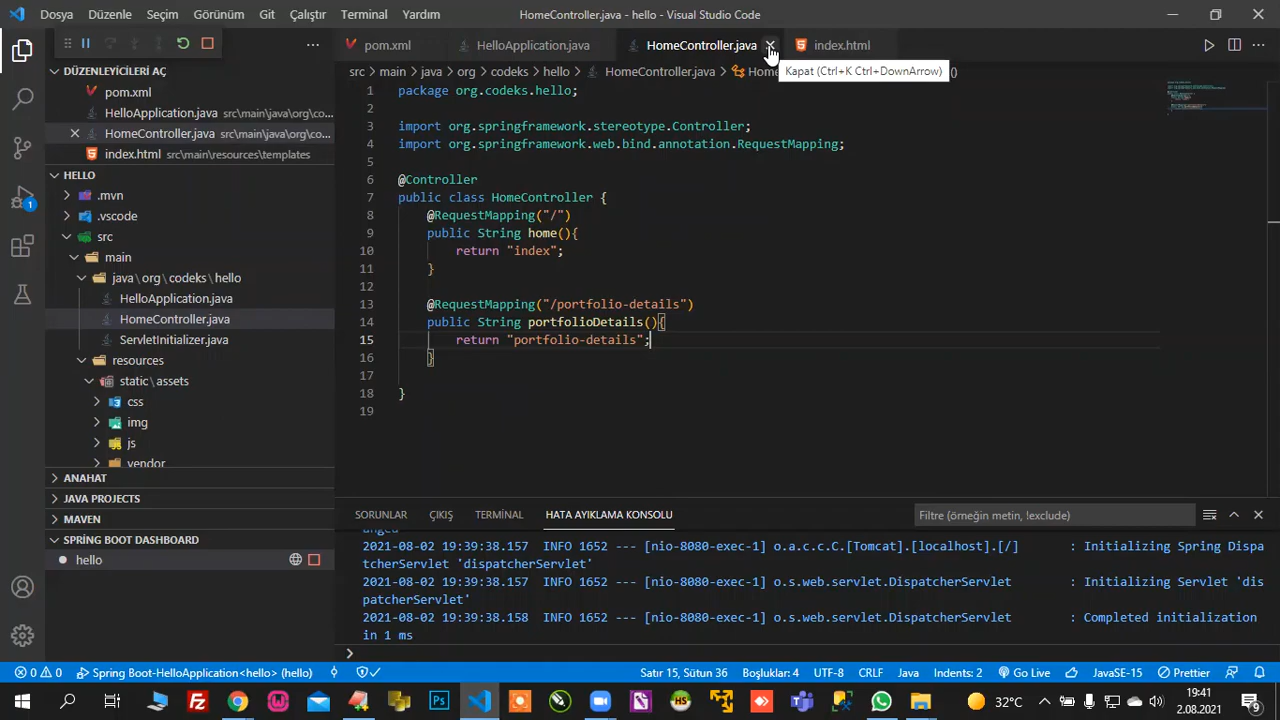 Dosya Düzenle Seçim Görünüm Git Çalıştır Terminal Yardım HomeController.java - hello - Visual Studio Code
pom.xml HelloApplication.java HomeController.java index.html
Kapat (Ctrl+K Ctrl+DownArrow)
src > main > java > org > codeks > hello > HomeController.java > Home ()
DÜZENLEYİCİLERİ AÇ
pom.xml
HelloApplication.java src\main\java\org\co...
HomeController.java src\main\java\org\co...
index.html src\main\resources\templates
HELLO
.mvn
.vscode
src
main
java\org\codeks\hello
HelloApplication.java
HomeController.java
ServletInitializer.java
resources
static\assets
css
img
js
vendor
ANAHAT
JAVA PROJECTS
MAVEN
SPRİNG BOOT DASHBOARD
hello
1
1 package org.codeks.hello;
2
3 import org.springframework.stereotype.Controller;
4 import org.springframework.web.bind.annotation.RequestMapping;
5
6 @Controller
7 public class HomeController {
8 @RequestMapping("/")
9 public String home(){
10 return "index";
11 }
12
13 @RequestMapping("/portfolio-details")
14 public String portfolioDetails(){
15 return "portfolio-details";
16 }
17
18 }
19
SORUNLAR ÇIKIŞ TERMİNAL HATA AYIKLAMA KONSOLU Filtre (örneğin metin, !exclude)
2021-08-02 19:39:38.157 INFO 1652 --- [nio-8080-exec-1] o.a.c.c.C.[Tomcat].[localhost].[/] : Initializing Spring Dispa
tcherServlet 'dispatcherServlet'
2021-08-02 19:39:38.157 INFO 1652 --- [nio-8080-exec-1] o.s.web.servlet.DispatcherServlet : Initializing Servlet 'dis
patcherServlet'
2021-08-02 19:39:38.158 INFO 1652 --- [nio-8080-exec-1] o.s.web.servlet.DispatcherServlet : Completed initialization
in 1 ms
0 0 Spring Boot-HelloApplication<hello> (hello) Satır 15, Sütun 36 Boşluklar: 4 UTF-8 CRLF Java Indents: 2 Go Live JavaSE-15 Prettier
32°C 19:41
2.08.2021